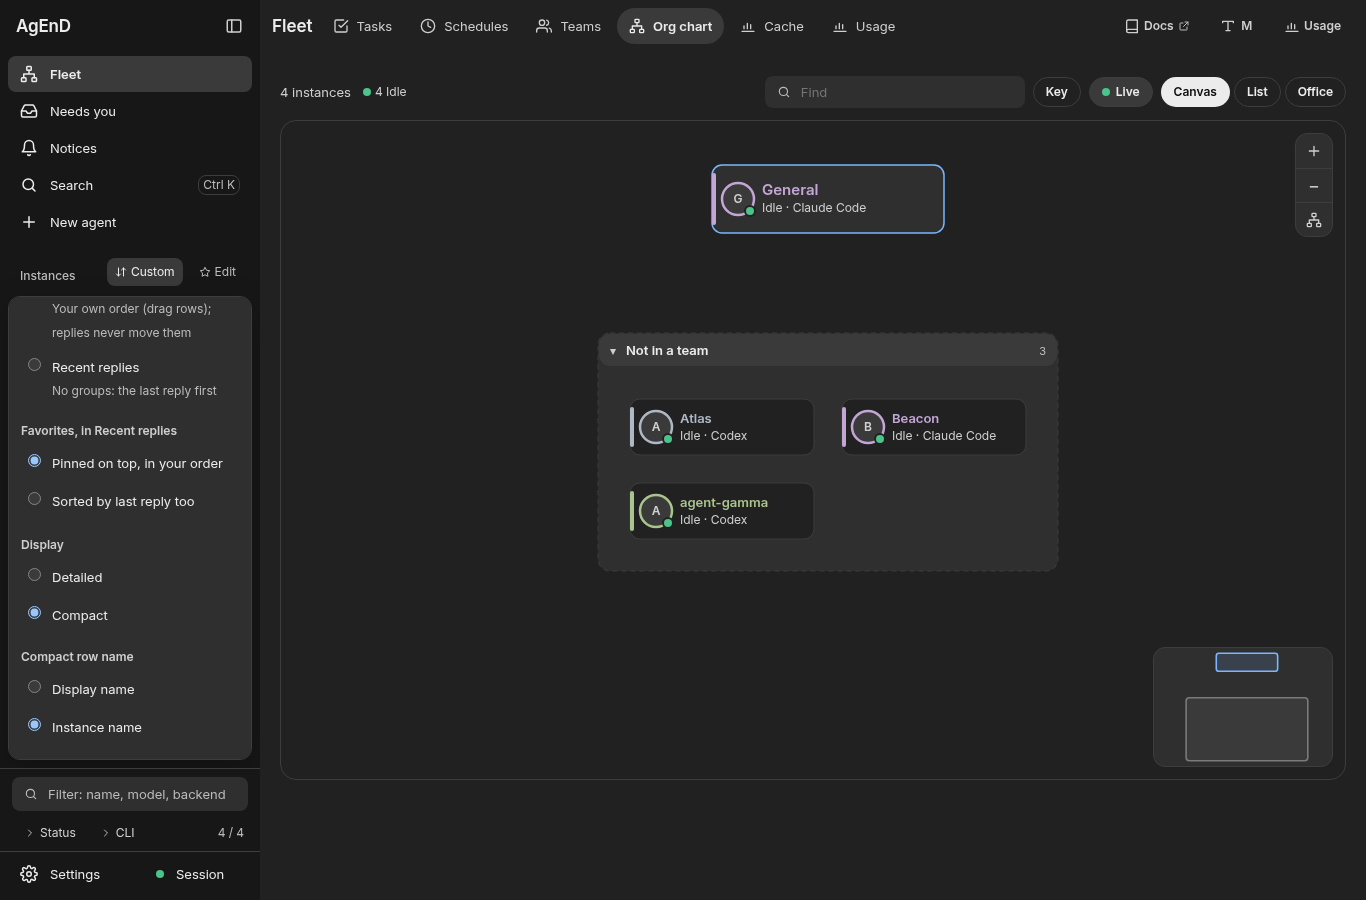 AgEnD
Fleet
Needs you
Notices
Search
Ctrl K
New agent
Instances
Custom
Edit
Your own order (drag rows);
replies never move them
Recent replies
No groups: the last reply first
Favorites, in Recent replies
Pinned on top, in your order
Sorted by last reply too
Display
Detailed
Compact
Compact row name
Display name
Instance name
Filter: name, model, backend
Status
CLI
4 / 4
Settings
Session
Fleet
Tasks
Schedules
Teams
Org chart
Cache
Usage
Docs
M
Usage
4 instances
4 Idle
Find
Key
Live
Canvas
List
Office
G
General
Idle · Claude Code
Not in a team
3
A
Atlas
Idle · Codex
B
Beacon
Idle · Claude Code
A
agent-gamma
Idle · Codex